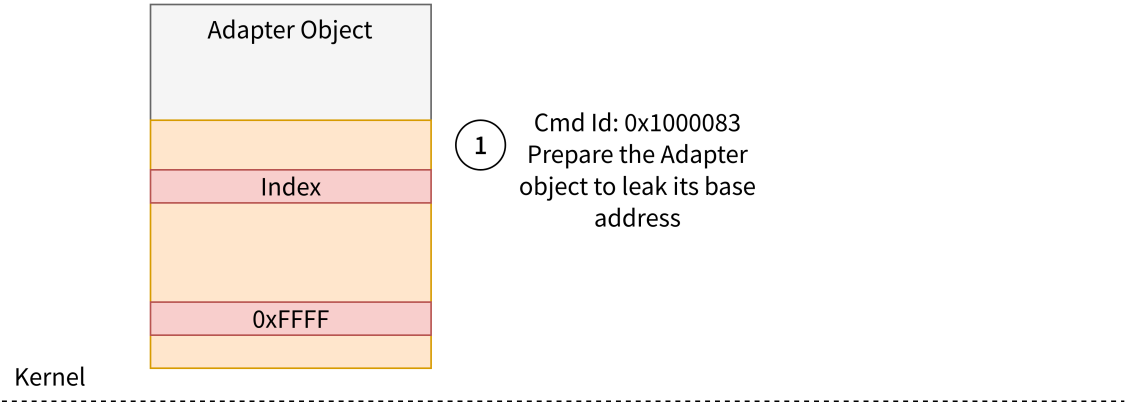 Adapter Object
1
Cmd Id: 0x1000083
Prepare the Adapter
object to leak its base
address
Index
0xFFFF
Kernel